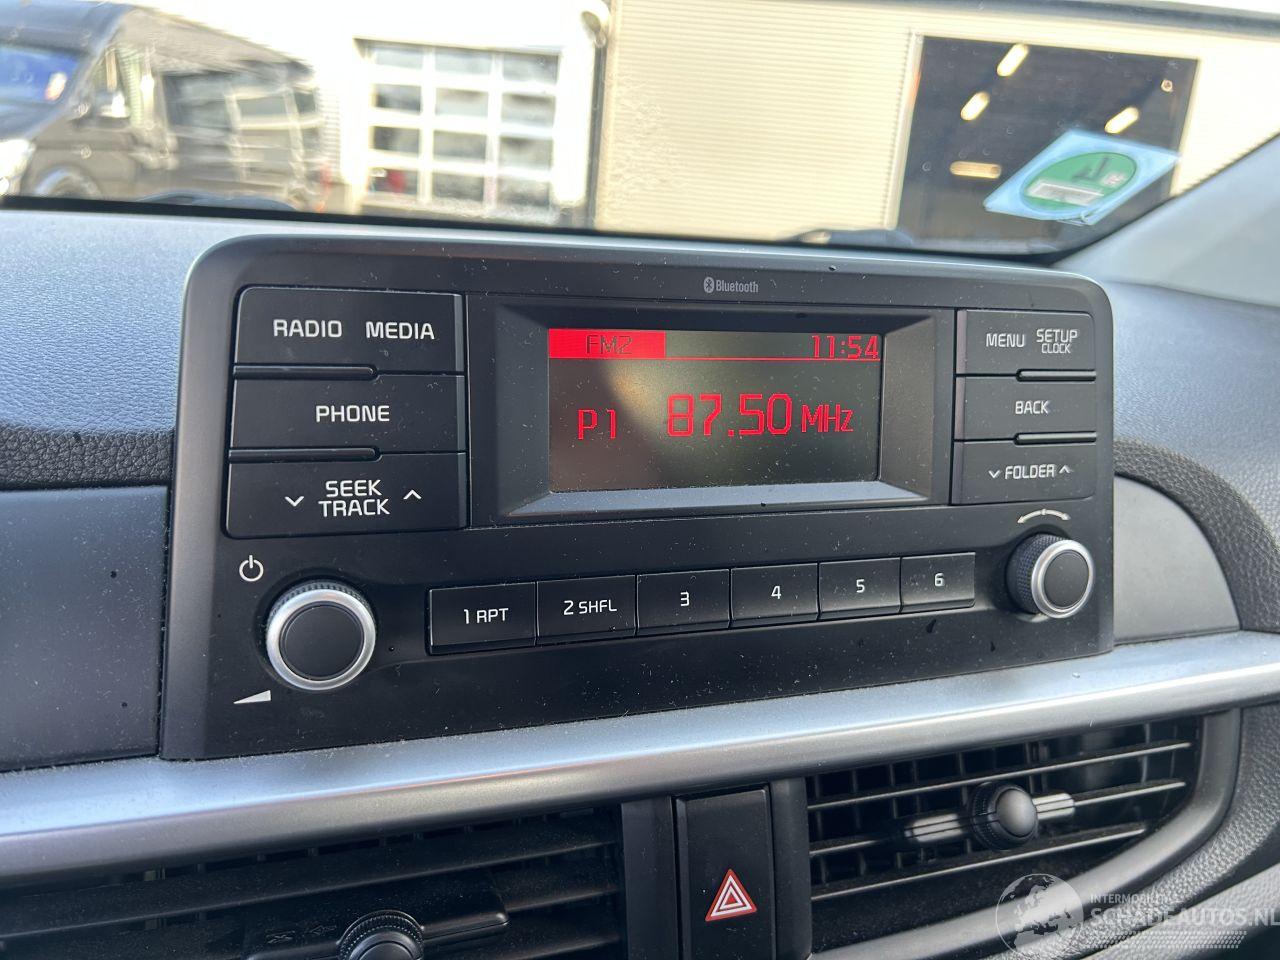 Bluetooth
RADIO MEDIA
PHONE
SEEK
TRACK
FM2 11:54
P1 87.50 MHz
MENU SETUP
CLOCK
BACK
FOLDER
1 RPT 2 SHFL 3 4 5 6
INTERMOBIEL
SCHADEAUTOS.NL